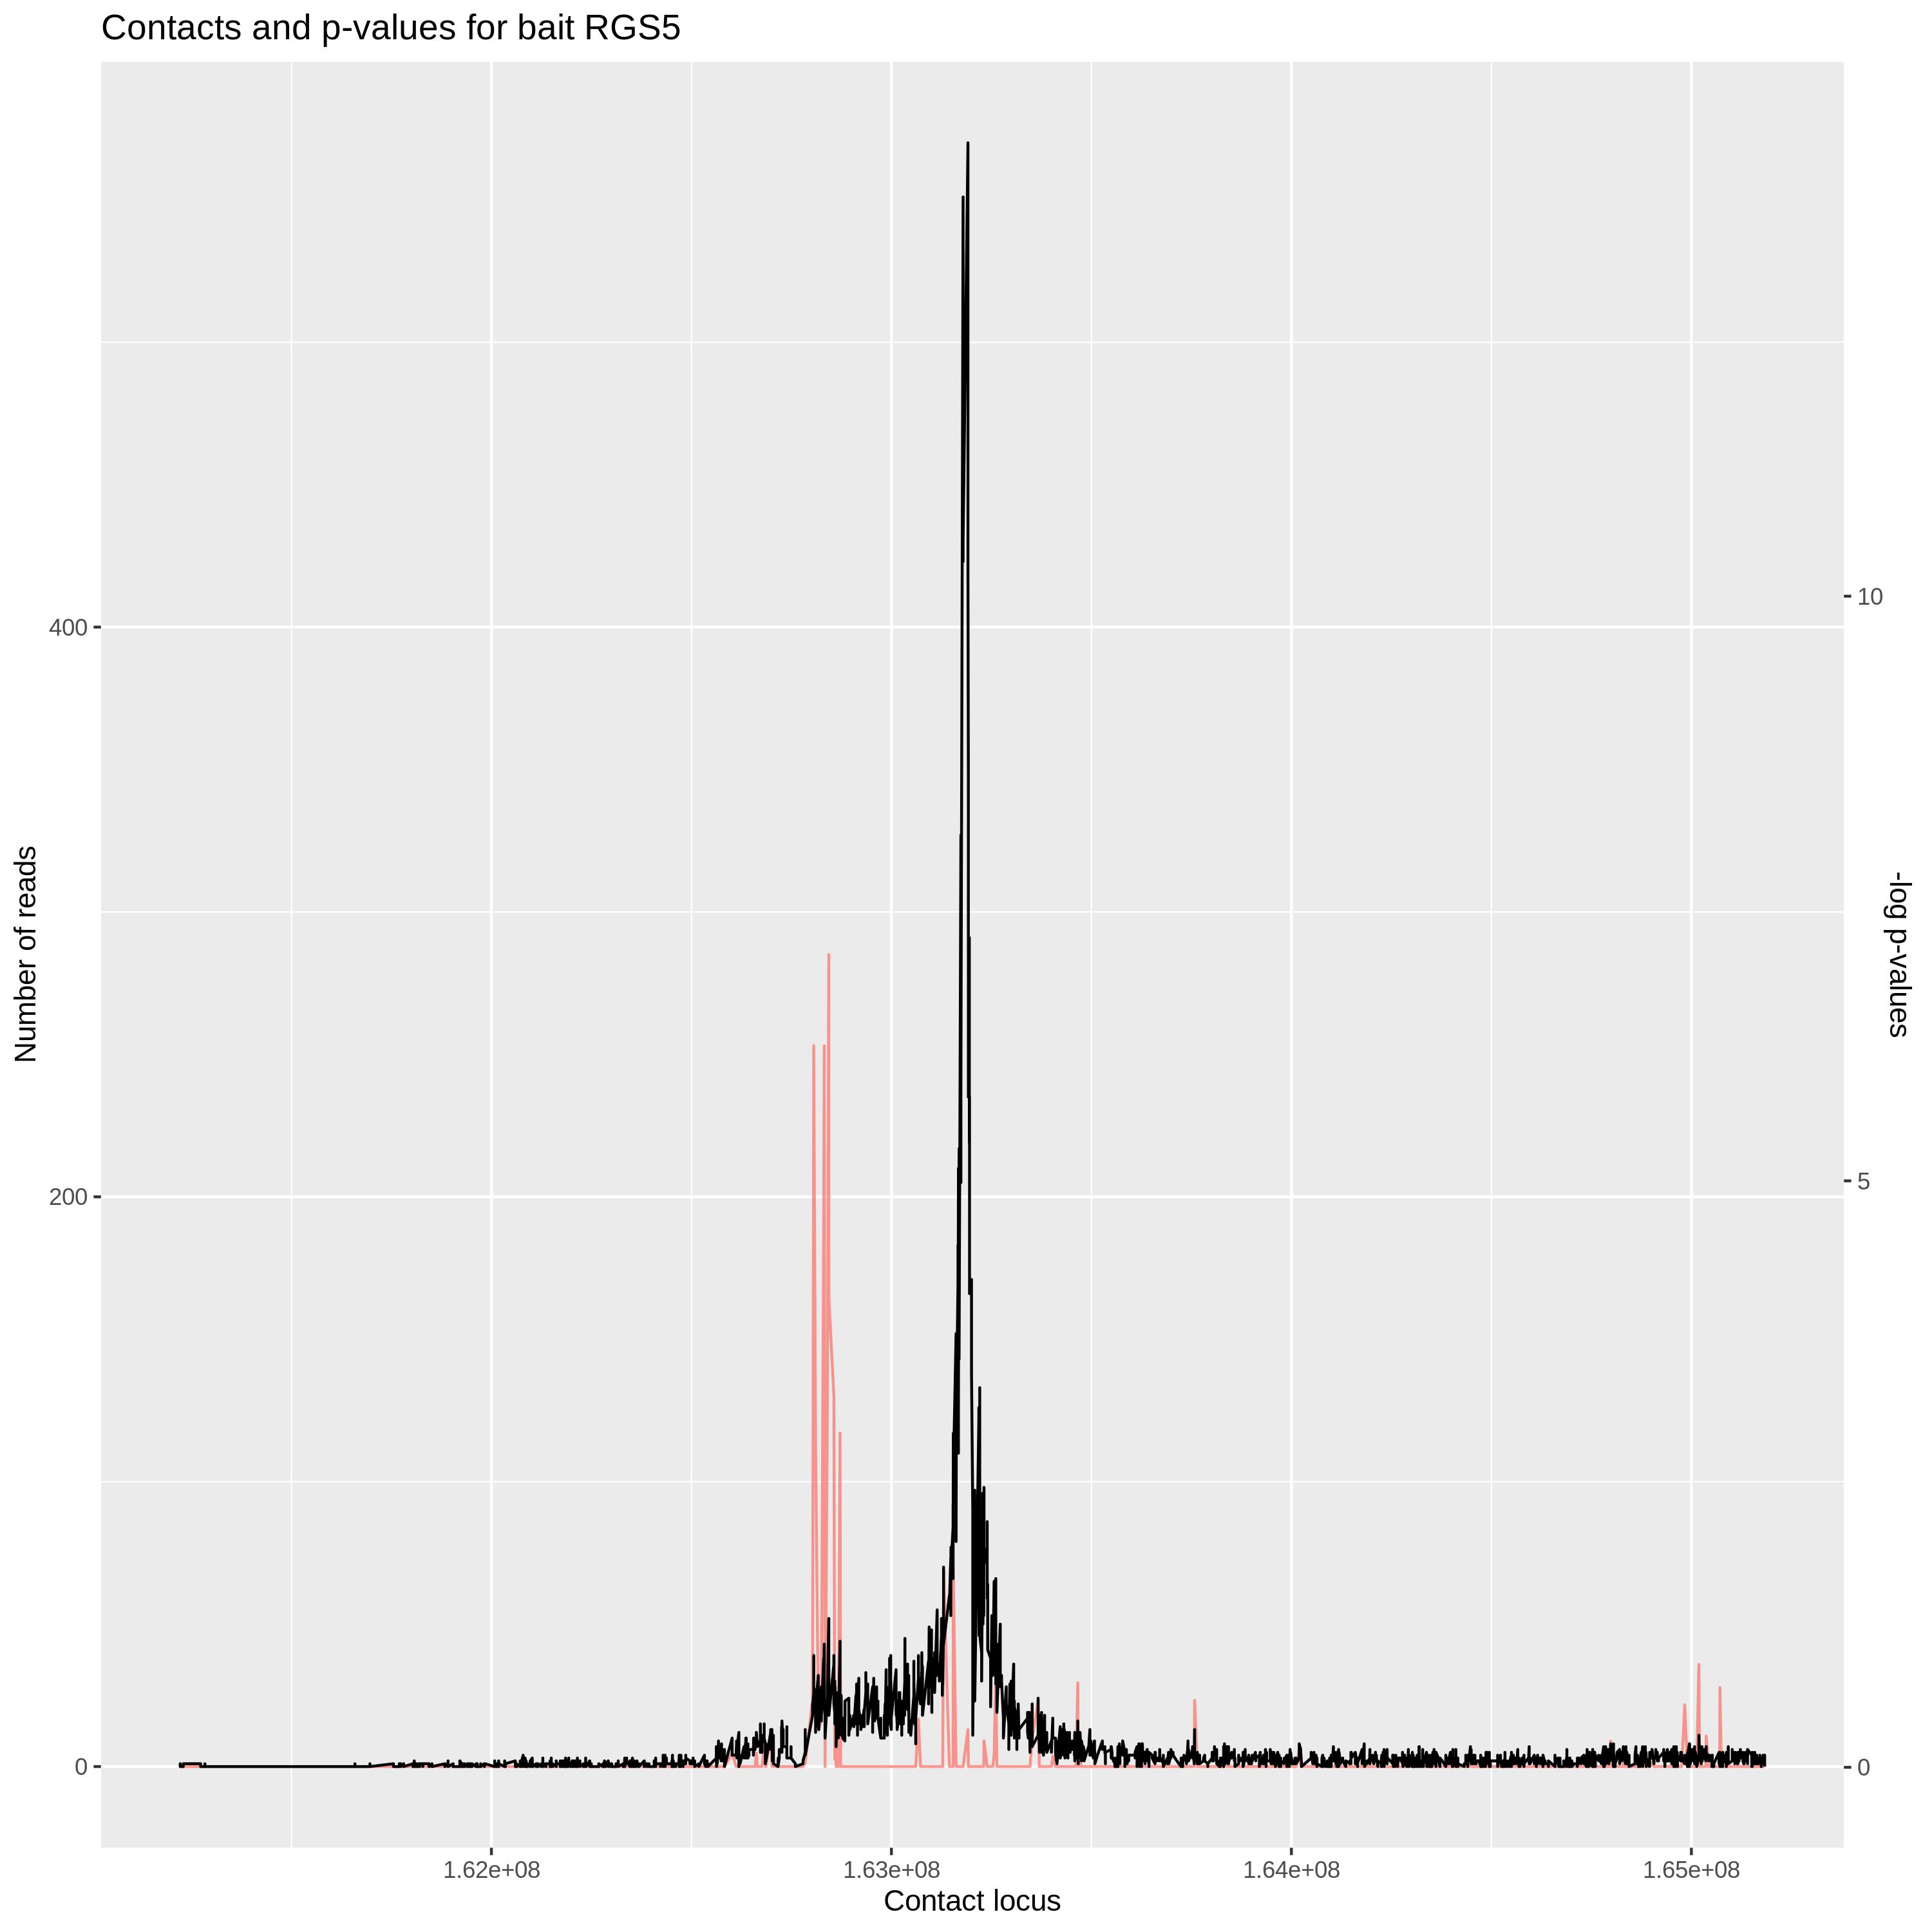 Contacts and p-values for bait RGS5
Number of reads
400
200
0
-log p-values
10
5
0
1.62e+08 1.63e+08 1.64e+08 1.65e+08
Contact locus